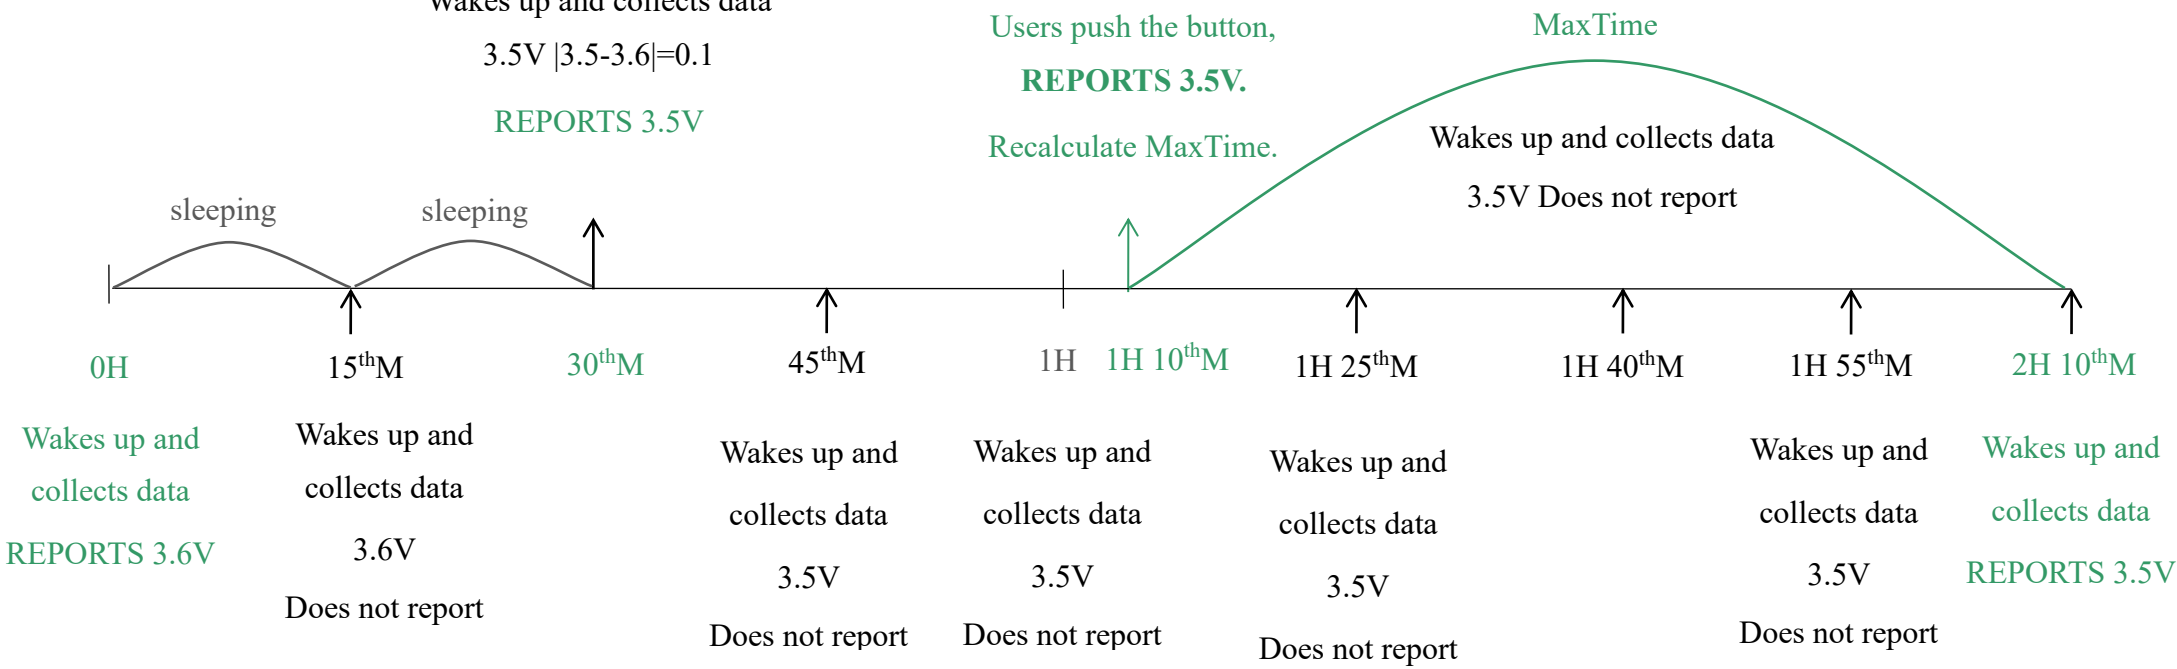 Wakes up and collects data
3.5V |3.5-3.6|=0.1
REPORTS 3.5V
Users push the button,
REPORTS 3.5V.
Recalculate MaxTime.
MaxTime
Wakes up and collects data
3.5V Does not report
sleeping
sleeping
0H
15thM
30thM
45thM
1H
1H 10thM
1H 25thM
1H 40thM
1H 55thM
2H 10thM
Wakes up and
collects data
REPORTS 3.6V
Wakes up and
collects data
3.6V
Does not report
Wakes up and
collects data
3.5V
Does not report
Wakes up and
collects data
3.5V
Does not report
Wakes up and
collects data
3.5V
Does not report
Wakes up and
collects data
3.5V
Does not report
Wakes up and
collects data
REPORTS 3.5V